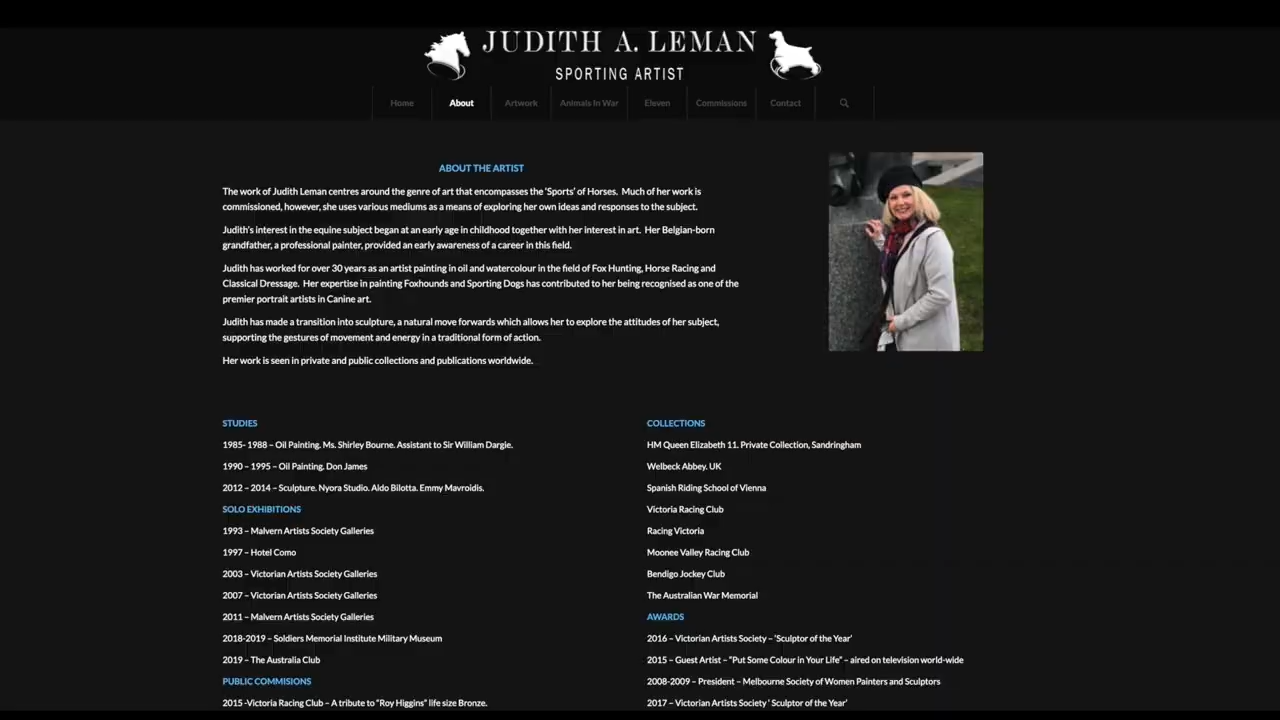 JUDITH A. LEMAN
SPORTING ARTIST
Home
About
Artwork
Animals In War
Eleven
Commissions
Contact
ABOUT THE ARTIST
The work of Judith Leman centres around the genre of art that encompasses the 'Sports' of Horses. Much of her work is
commissioned, however, she uses various mediums as a means of exploring her own ideas and responses to the subject.
Judith's interest in the equine subject began at an early age in childhood together with her interest in art. Her Belgian-born
grandfather, a professional painter, provided an early awareness of a career in this field.
Judith has worked for over 30 years as an artist painting in oil and watercolour in the field of Fox Hunting, Horse Racing and
Classical Dressage. Her expertise in painting Foxhounds and Sporting Dogs has contributed to her being recognised as one of the
premier portrait artists in Canine art.
Judith has made a transition into sculpture, a natural move forwards which allows her to explore the attitudes of her subject,
supporting the gestures of movement and energy in a traditional form of action.
Her work is seen in private and public collections and publications worldwide.
STUDIES
1985- 1988 – Oil Painting. Ms. Shirley Bourne. Assistant to Sir William Dargie.
1990 – 1995 – Oil Painting. Don James
2012 – 2014 – Sculpture. Nyora Studio. Aldo Bilotta. Emmy Mavroidis.
SOLO EXHIBITIONS
1993 – Malvern Artists Society Galleries
1997 – Hotel Como
2003 – Victorian Artists Society Galleries
2007 – Victorian Artists Society Galleries
2011 – Malvern Artists Society Galleries
2018-2019 – Soldiers Memorial Institute Military Museum
2019 – The Australia Club
PUBLIC COMMISIONS
2015 -Victoria Racing Club – A tribute to "Roy Higgins" life size Bronze.
COLLECTIONS
HM Queen Elizabeth 11. Private Collection, Sandringham
Welbeck Abbey. UK
Spanish Riding School of Vienna
Victoria Racing Club
Racing Victoria
Moonee Valley Racing Club
Bendigo Jockey Club
The Australian War Memorial
AWARDS
2016 – Victorian Artists Society – 'Sculptor of the Year'
2015 – Guest Artist – "Put Some Colour in Your Life" – aired on television world-wide
2008-2009 – President – Melbourne Society of Women Painters and Sculptors
2017 – Victorian Artists Society ' Sculptor of the Year'